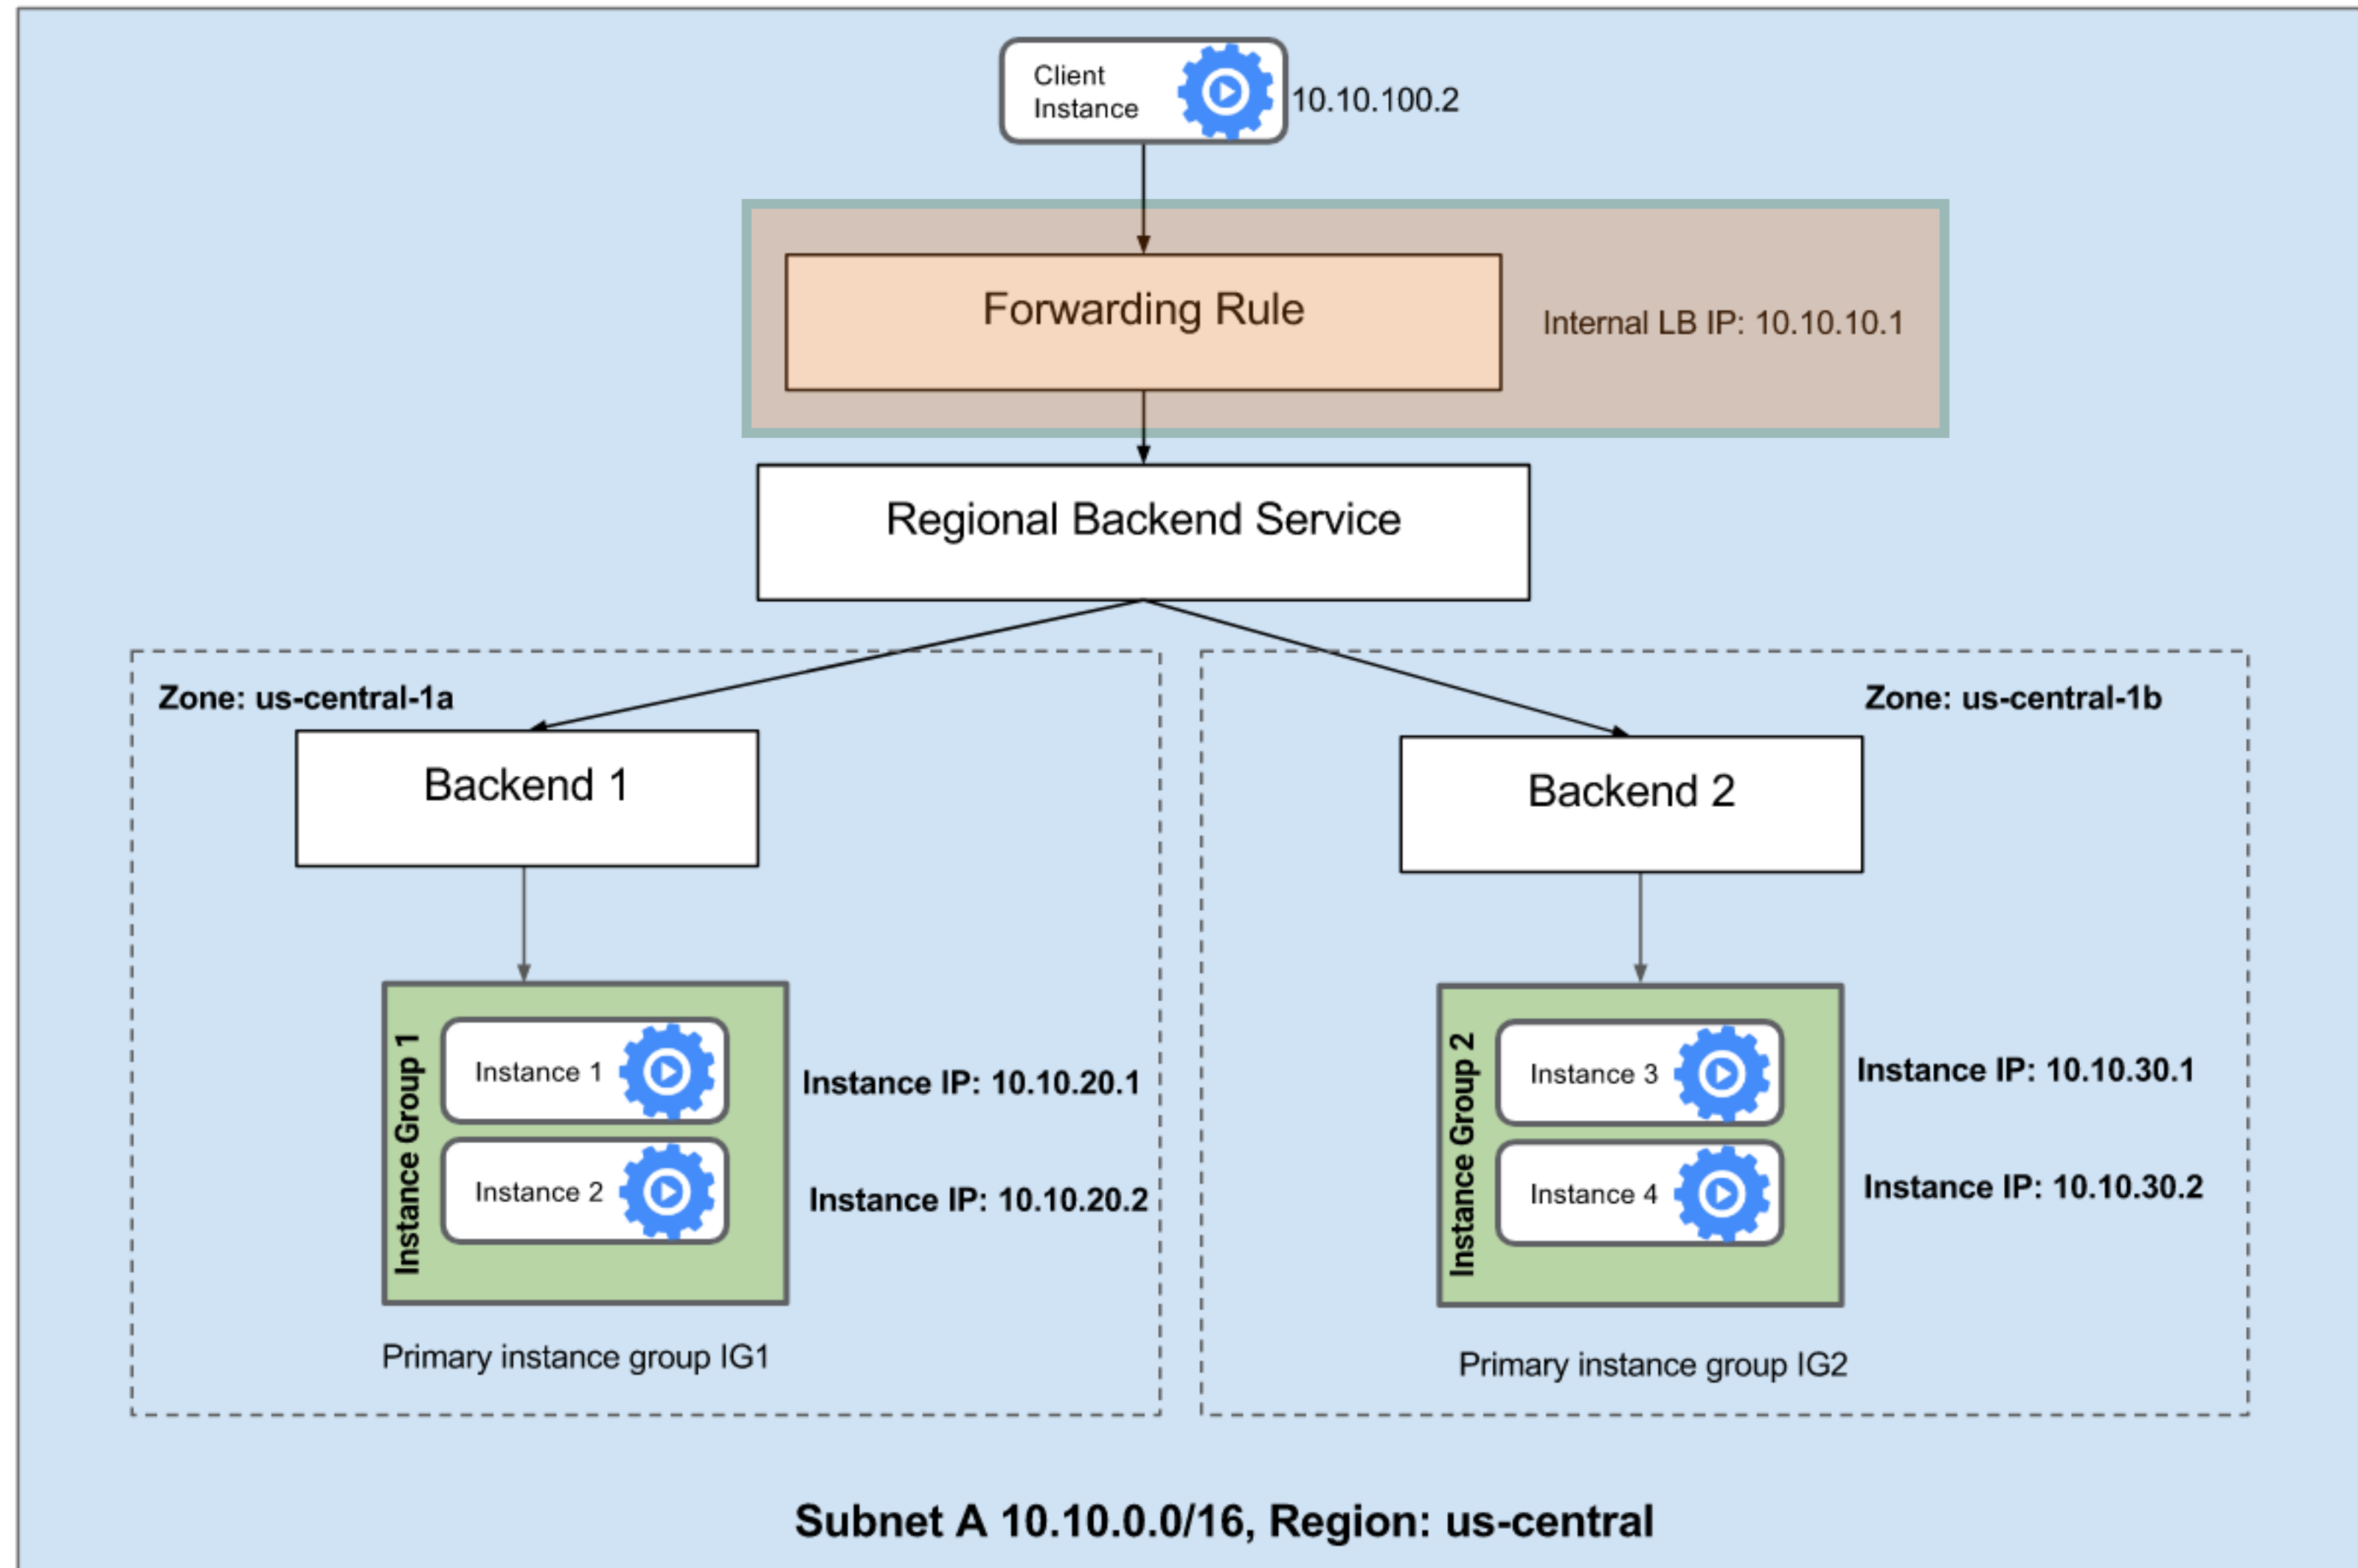 Client
Instance
10.10.100.2
Forwarding Rule
Internal LB IP: 10.10.10.1
Regional Backend Service
Zone: us-central-1a
Zone: us-central-1b
Backend 1
Backend 2
Instance Group 1
Instance 1
Instance IP: 10.10.20.1
Instance 2
Instance IP: 10.10.20.2
Primary instance group IG1
Instance Group 2
Instance 3
Instance IP: 10.10.30.1
Instance 4
Instance IP: 10.10.30.2
Primary instance group IG2
Subnet A 10.10.0.0/16, Region: us-central